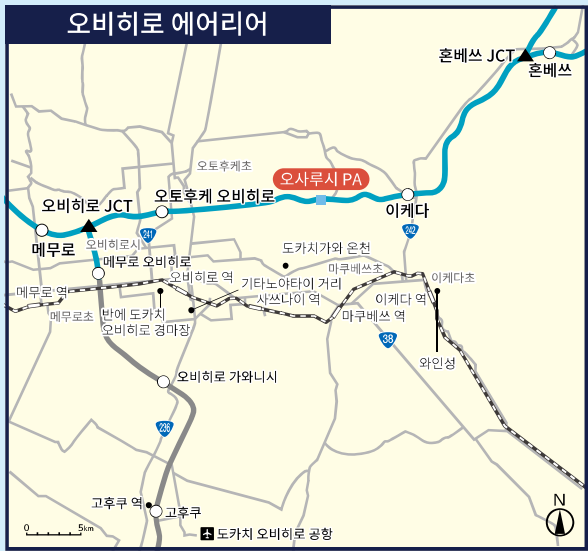 오비히로 에어리어
혼베쓰 JCT
혼베쓰
오토후케초
오사루시 PA
오토후케 오비히로
오비히로 JCT
이케다
241
242
오비히로시
메무로
도카치가와 온천
메무로 오비히로
마쿠베쓰초
오비히로 역
이케다초
기타노야타이 거리
메무로 역
사쓰나이 역
이케다 역
메무로초
반에 도카치
오비히로 경마장
마쿠베쓰 역
38
와인성
오비히로 가와니시
236
고후쿠 역
고후쿠
도카치 오비히로 공항
0
5km
N